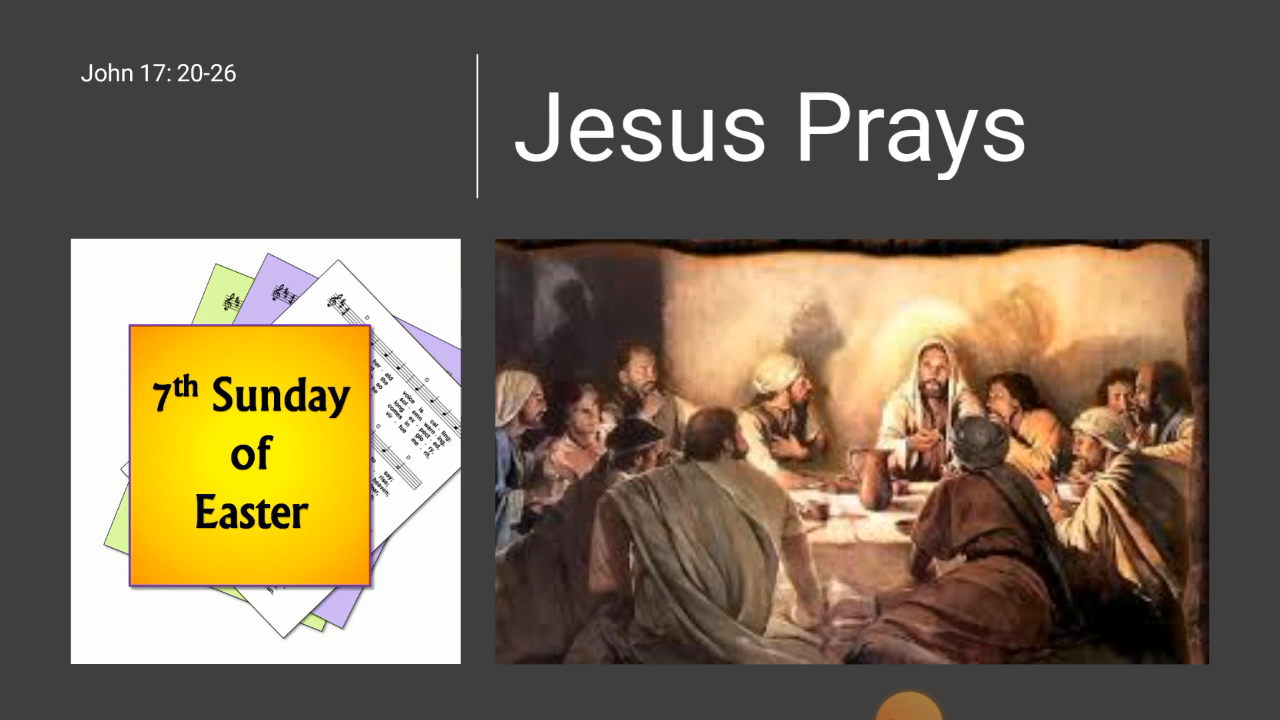 John 17: 20-26
Jesus Prays
7th Sunday
of
Easter